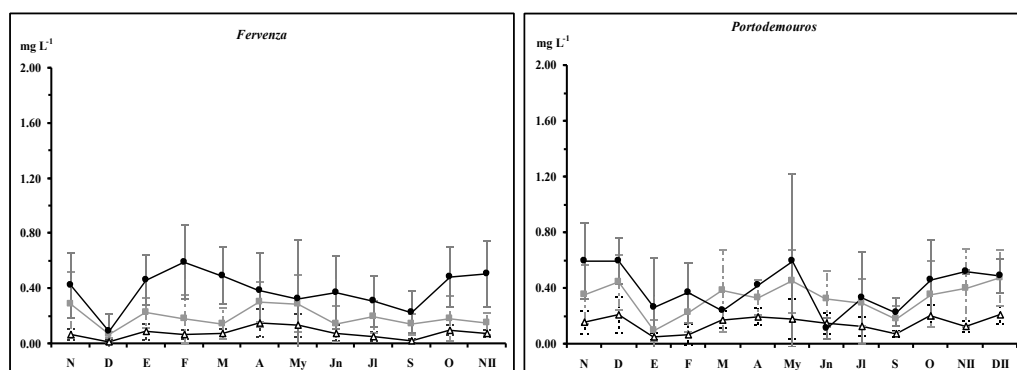 Fervenza
mg L-1
2.00
1.60
1.20
0.80
0.40
0.00
N D E F M A My Jn Jl S O NII
Portodemouros
mg L-1
2.00
1.60
1.20
0.80
0.40
0.00
N D E F M A My Jn Jl S O NII DII